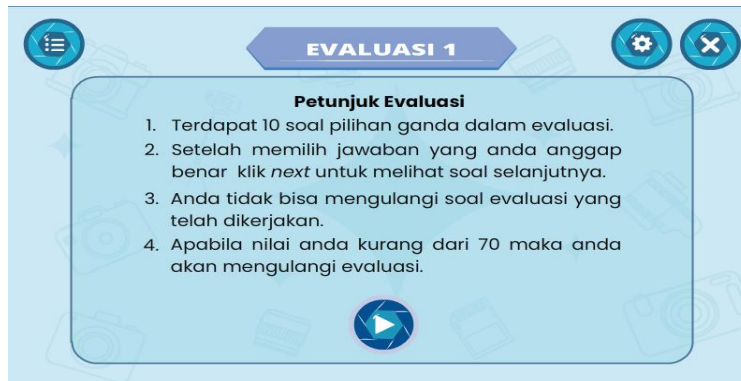 EVALUASI 1
Petunjuk Evaluasi
1. Terdapat 10 soal pilihan ganda dalam evaluasi.
2. Setelah memilih jawaban yang anda anggap
benar klik next untuk melihat soal selanjutnya.
3. Anda tidak bisa mengulangi soal evaluasi yang
telah dikerjakan.
4. Apabila nilai anda kurang dari 70 maka anda
akan mengulangi evaluasi.